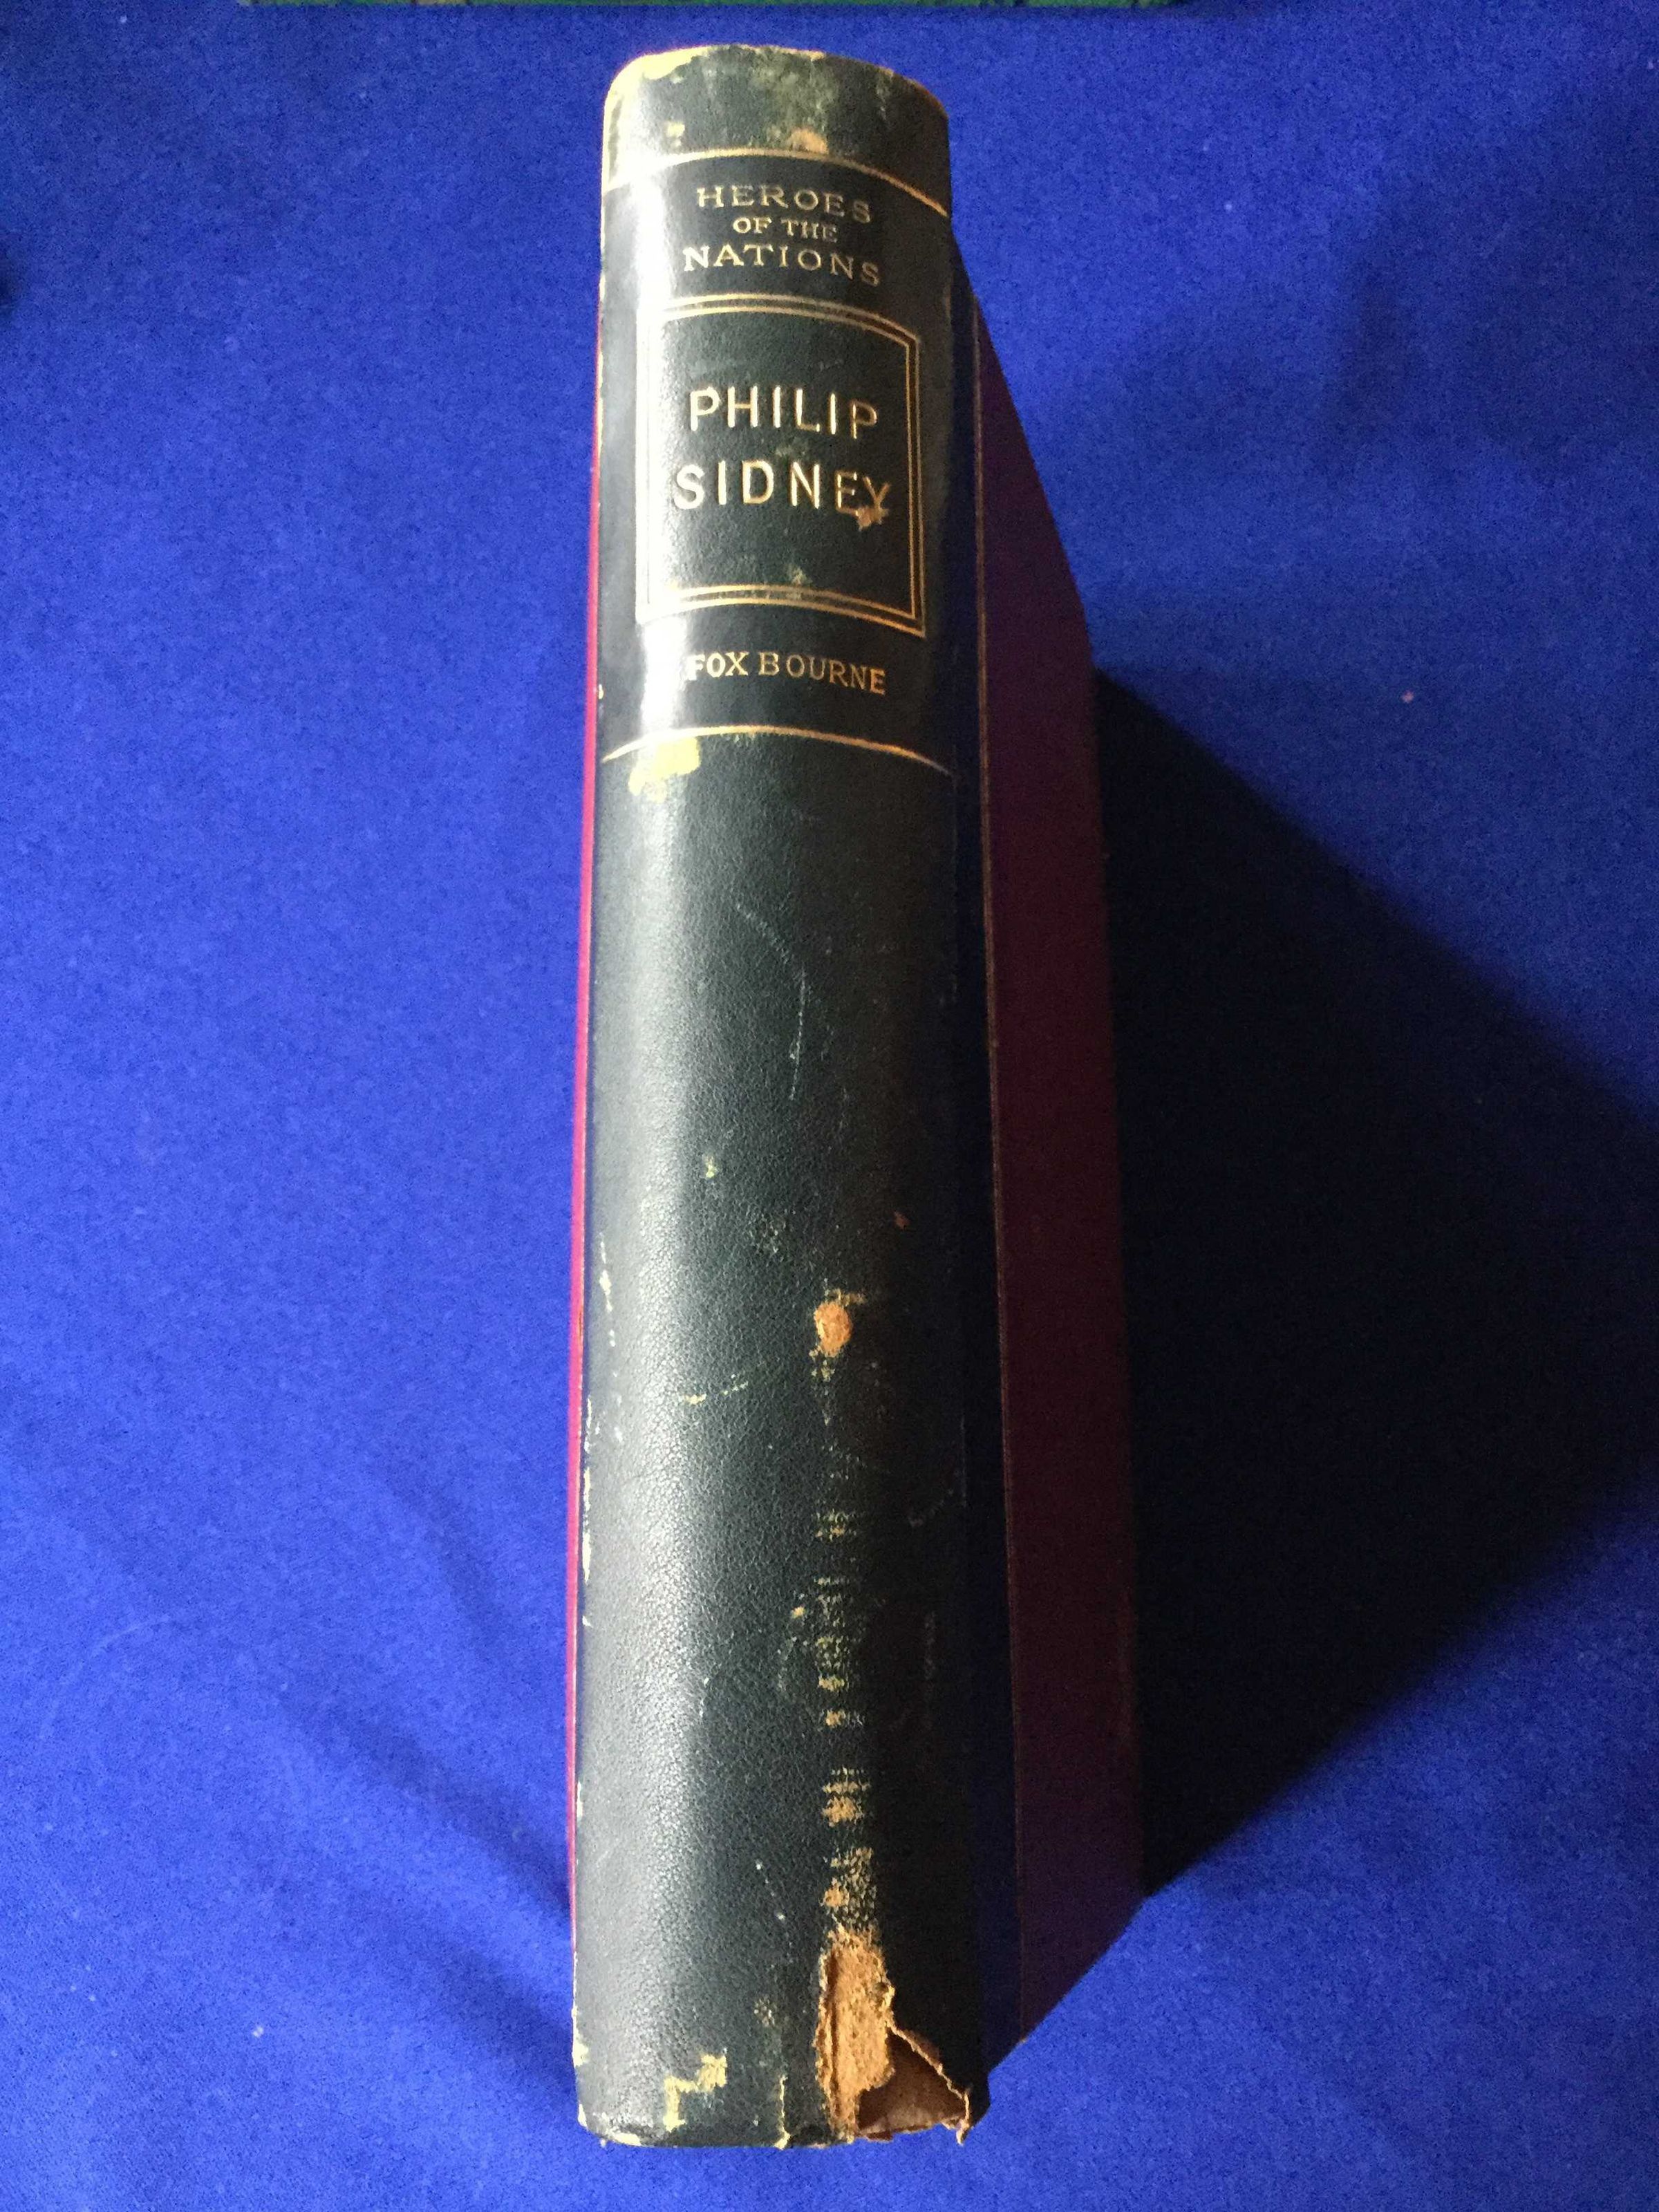 HEROES
OF THE
NATIONS
PHILIP
SIDNEY
FOX BOURNE